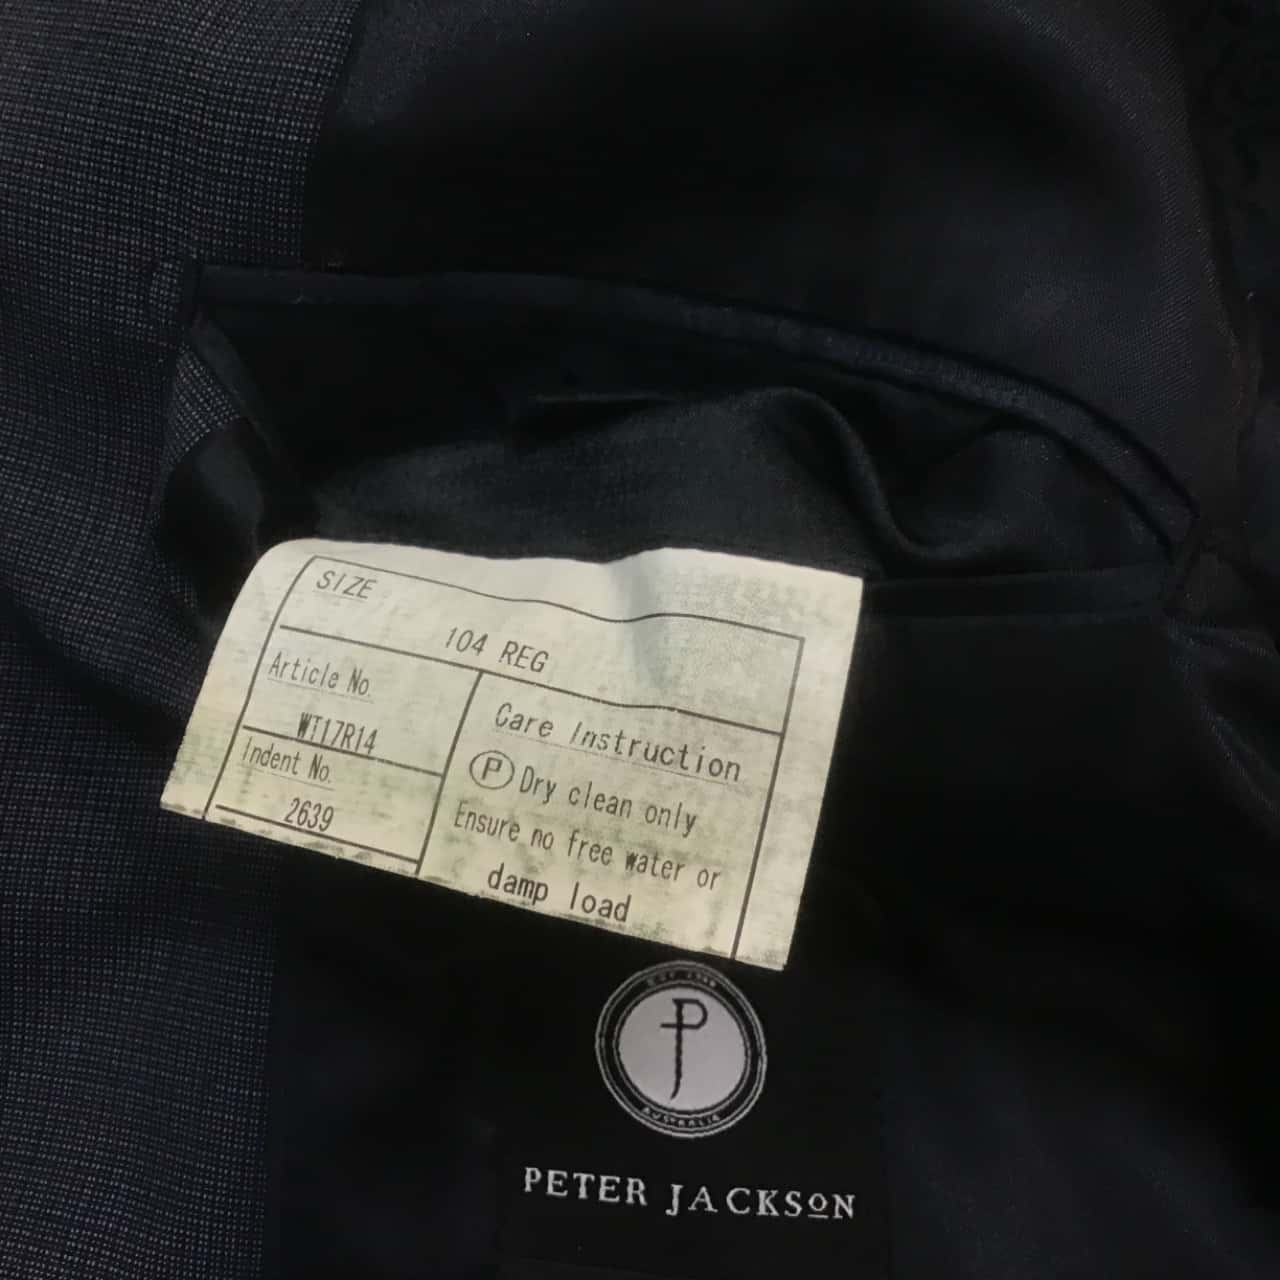 SIZE
104 REG
Article No.
WT17R14
Indent No.
2639
Care Instruction
P Dry clean only
Ensure no free water or
damp load
P
AUSTRALIA
PETER JACKSON